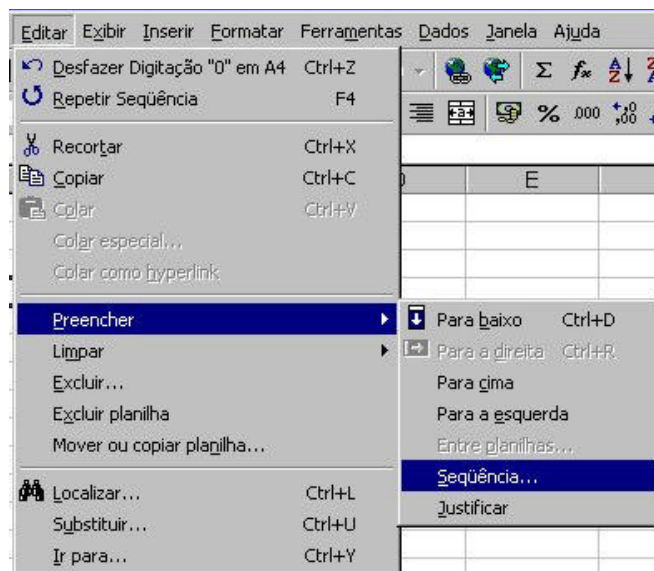 Editar Exibir Inserir Formatar Ferramentas Dados Janela Ajuda
Desfazer Digitação "0" em A4 Ctrl+Z
Repetir Seqüência F4
Σ fx A Z
% .000 ,00
Recortar Ctrl+X
Copiar Ctrl+C
E
Colar Ctrl+V
Colar especial...
Colar como hyperlink
Preencher
Limpar
Excluir...
Excluir planilha
Mover ou copiar planilha...
Localizar... Ctrl+L
Substituir... Ctrl+U
Ir para... Ctrl+Y
Para baixo Ctrl+D
Para a direita Ctrl+R
Para cima
Para a esquerda
Entre planilhas...
Seqüência...
Justificar